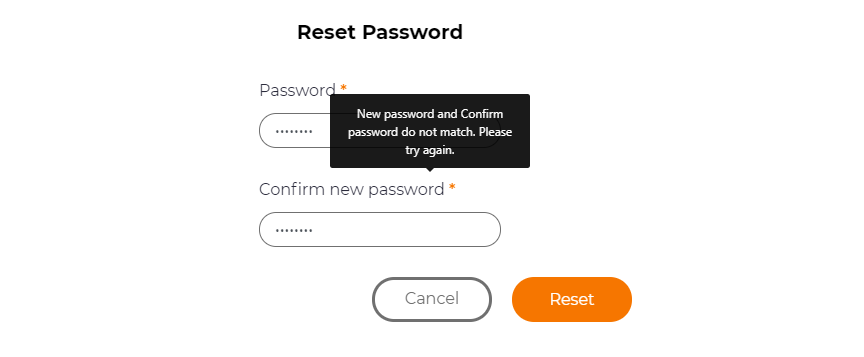 Reset Password
Password *
New password and Confirm
password do not match. Please
try again.
••••••••
Confirm new password *
••••••••
Cancel
Reset